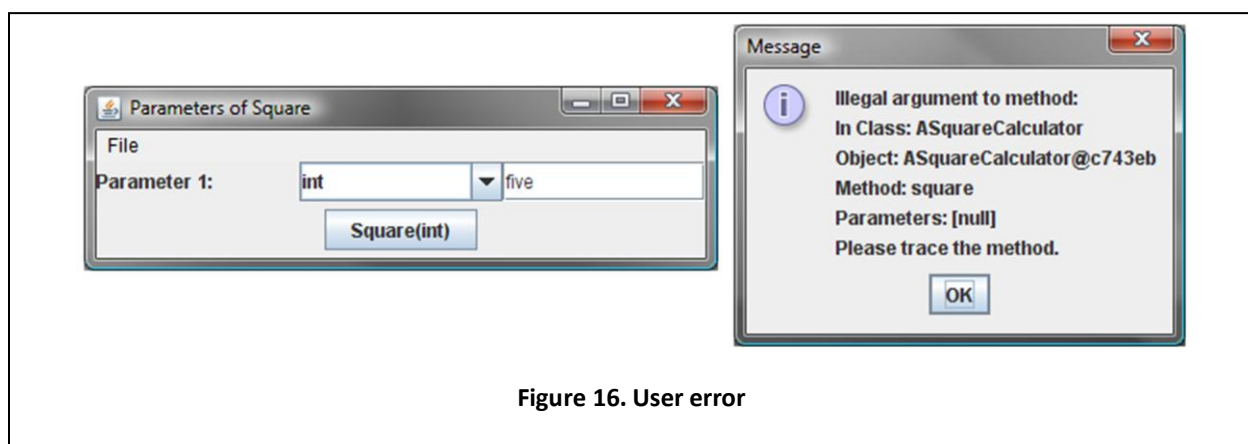 Parameters of Square
File
Parameter 1:
int
five
Square(int)
Message
Illegal argument to method:
In Class: ASquareCalculator
Object: ASquareCalculator@c743eb
Method: square
Parameters: [null]
Please trace the method.
OK
Figure 16. User error